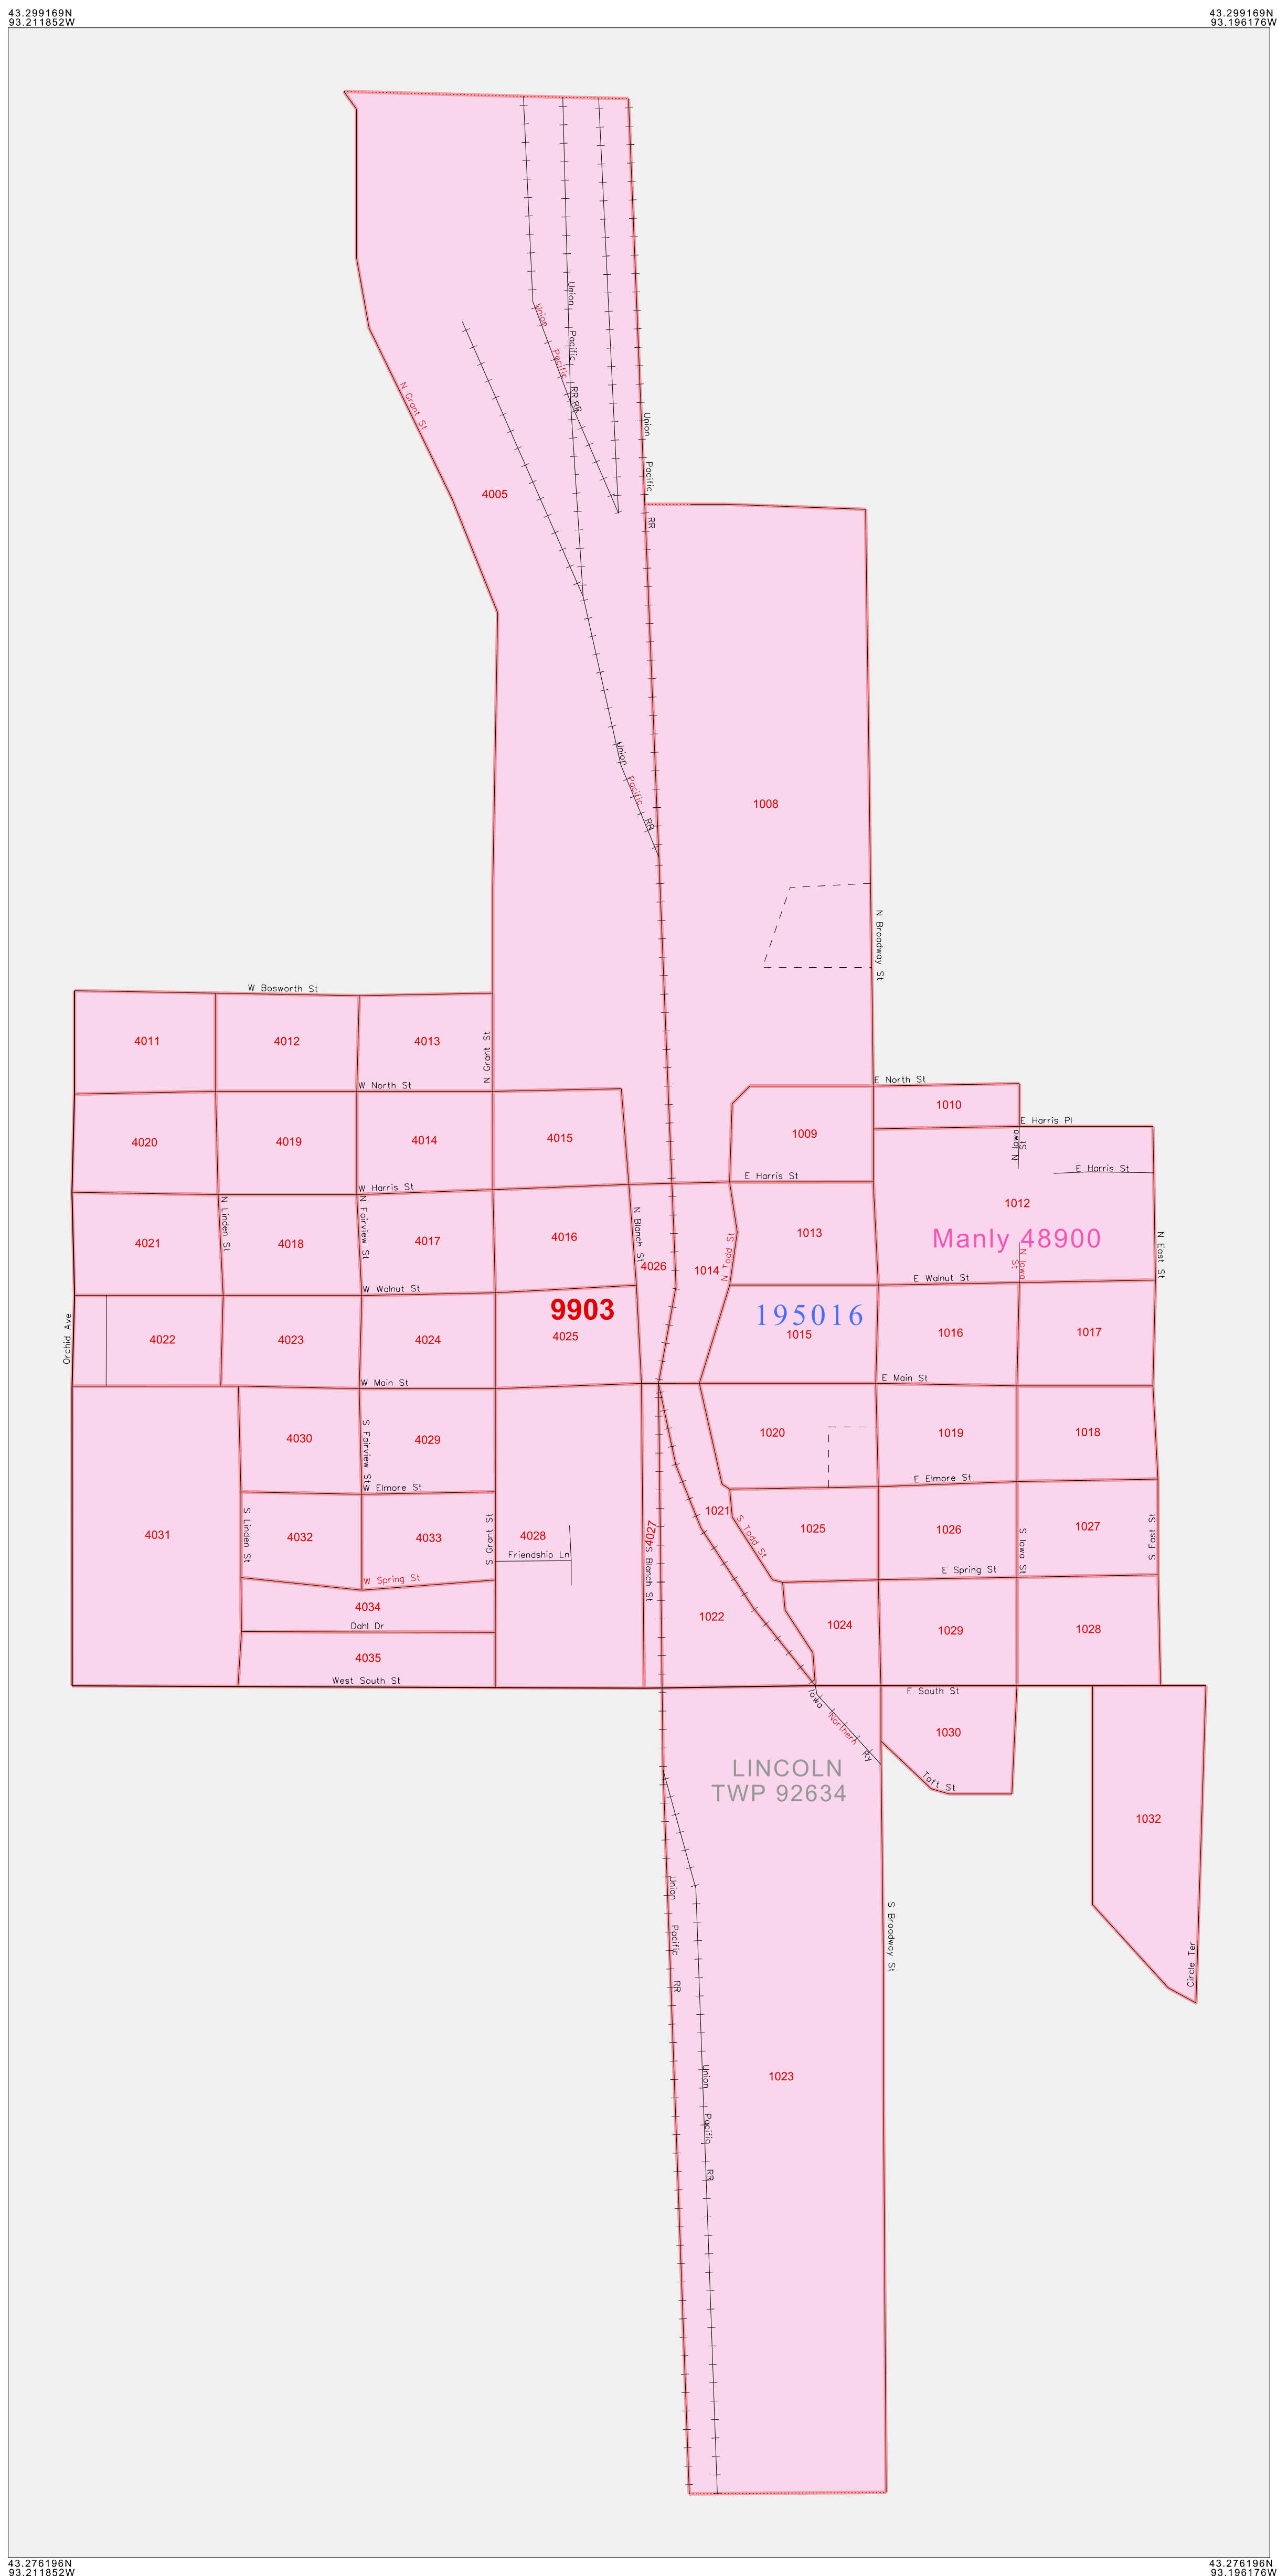 43.299169N
93.211852W
43.299169N
93.196176W
Union
Pacific
RR
Union
Pacific
RR
N Grant St
Union
Pacific
RR
4005
1008
Union
Pacific
RR
N Broadway St
W Bosworth St
4011
4012
4013
N Grant St
W North St
E North St
1010
E Harris Pl
N Iowa
St
4020
4019
4014
4015
1009
E Harris St
E Harris St
W Harris St
1012
N Linden St
N Fairview St
N Blanch St
N Todd St
N East St
4021
4018
4017
4016
4026
1014
1013
Manly 48900
N Iowa
St
W Walnut St
E Walnut St
9903
195016
Orchid Ave
4022
4023
4024
4025
1015
1016
1017
W Main St
E Main St
4030
S Fairview St
4029
1020
1019
1018
W Elmore St
E Elmore St
4031
S Linden St
4032
4033
S Grant St
4028
Friendship Ln
4027
S Blanch St
1021
S Todd St
1025
1026
S Iowa St
1027
S East St
W Spring St
E Spring St
4034
Dahl Dr
1022
1024
1029
1028
4035
West South St
E South St
Iowa
Northern
Ry
1030
Taft St
LINCOLN
TWP 92634
1032
Circle Ter
Union
Pacific
RR
S Broadway St
1023
Union
Pacific
RR
43.276196N
93.211852W
43.276196N
93.196176W